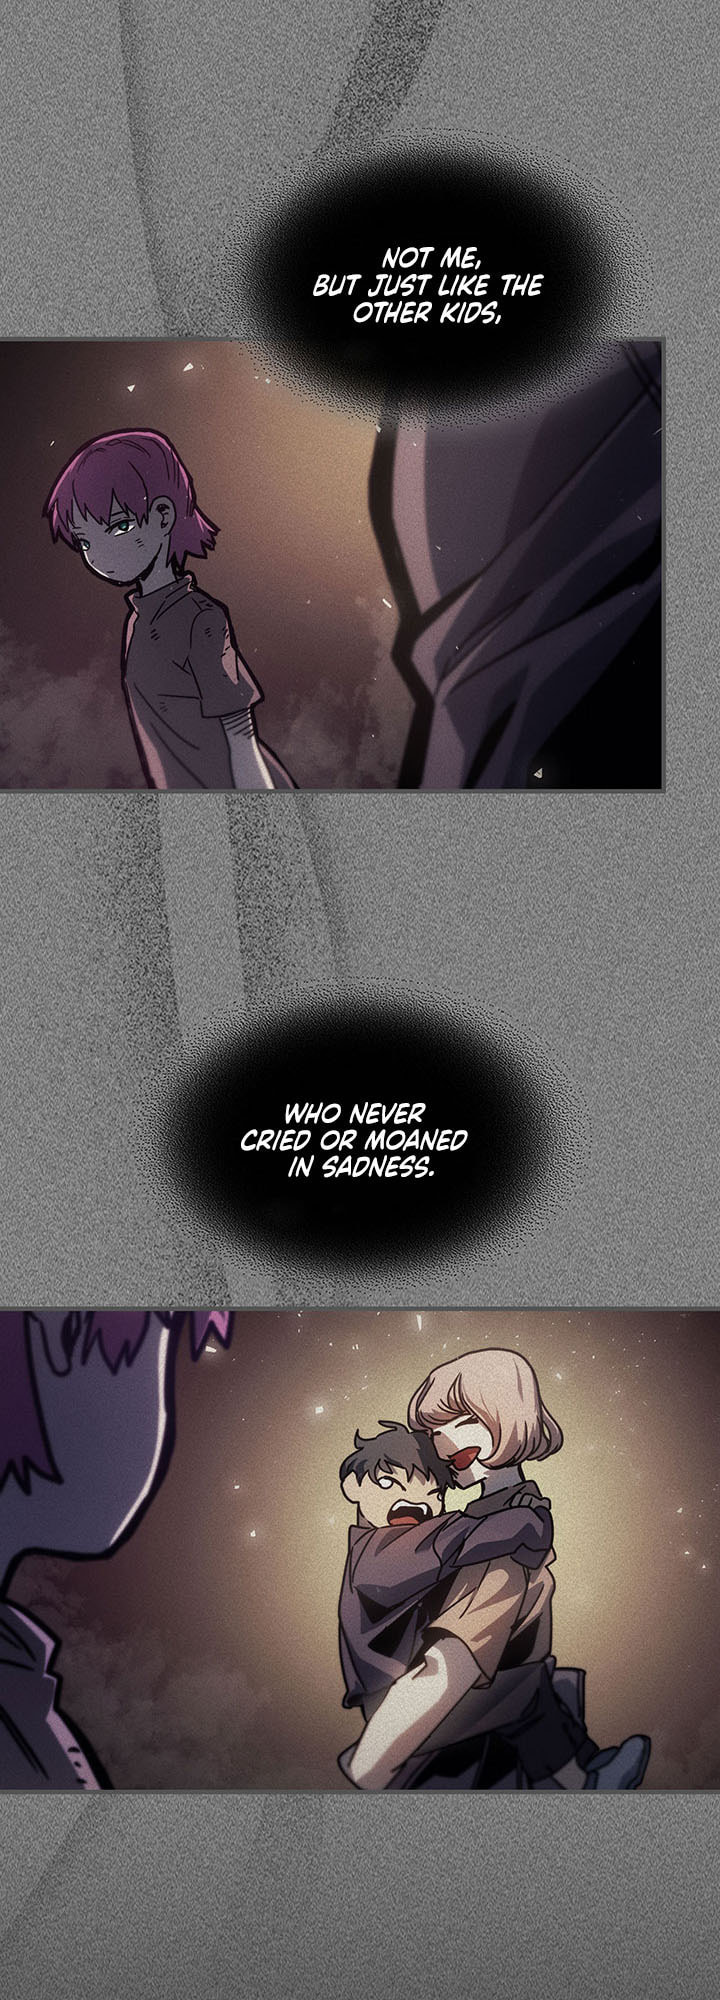 NOT ME,
BUT JUST LIKE THE
OTHER KIDS,
WHO NEVER
CRIED OR MOANED
IN SADNESS.